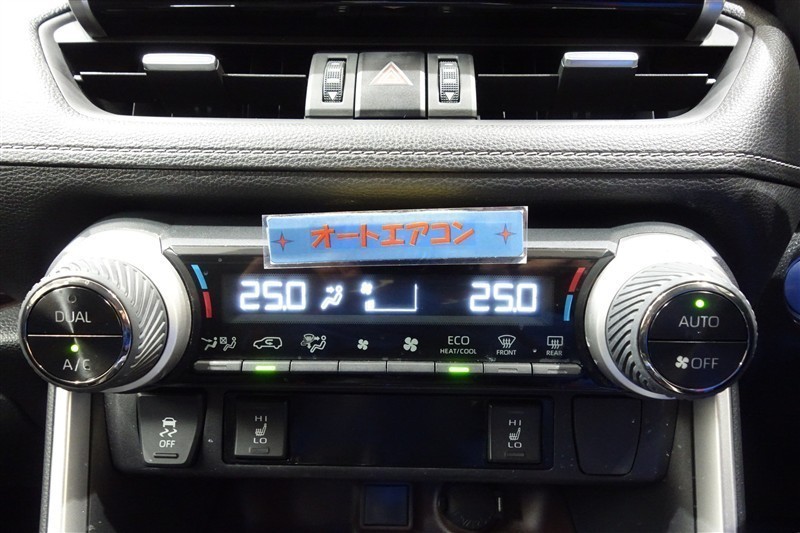 オートエアコン
DUAL
25.0
25.0
AUTO
A/C
ECO
HEAT/COOL
FRONT
REAR
OFF
OFF
HI
LO
HI
LO